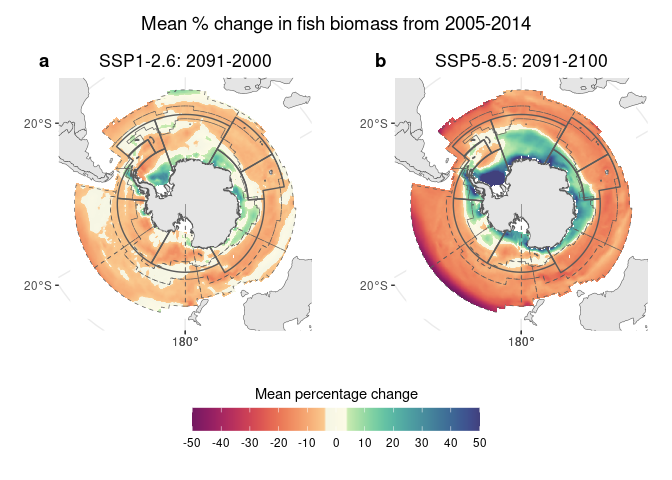 Mean % change in fish biomass from 2005-2014
a SSP1-2.6: 2091-2000
b SSP5-8.5: 2091-2100
20°S
20°S
20°S
20°S
180°
180°
Mean percentage change
-50 -40 -30 -20 -10 0 10 20 30 40 50